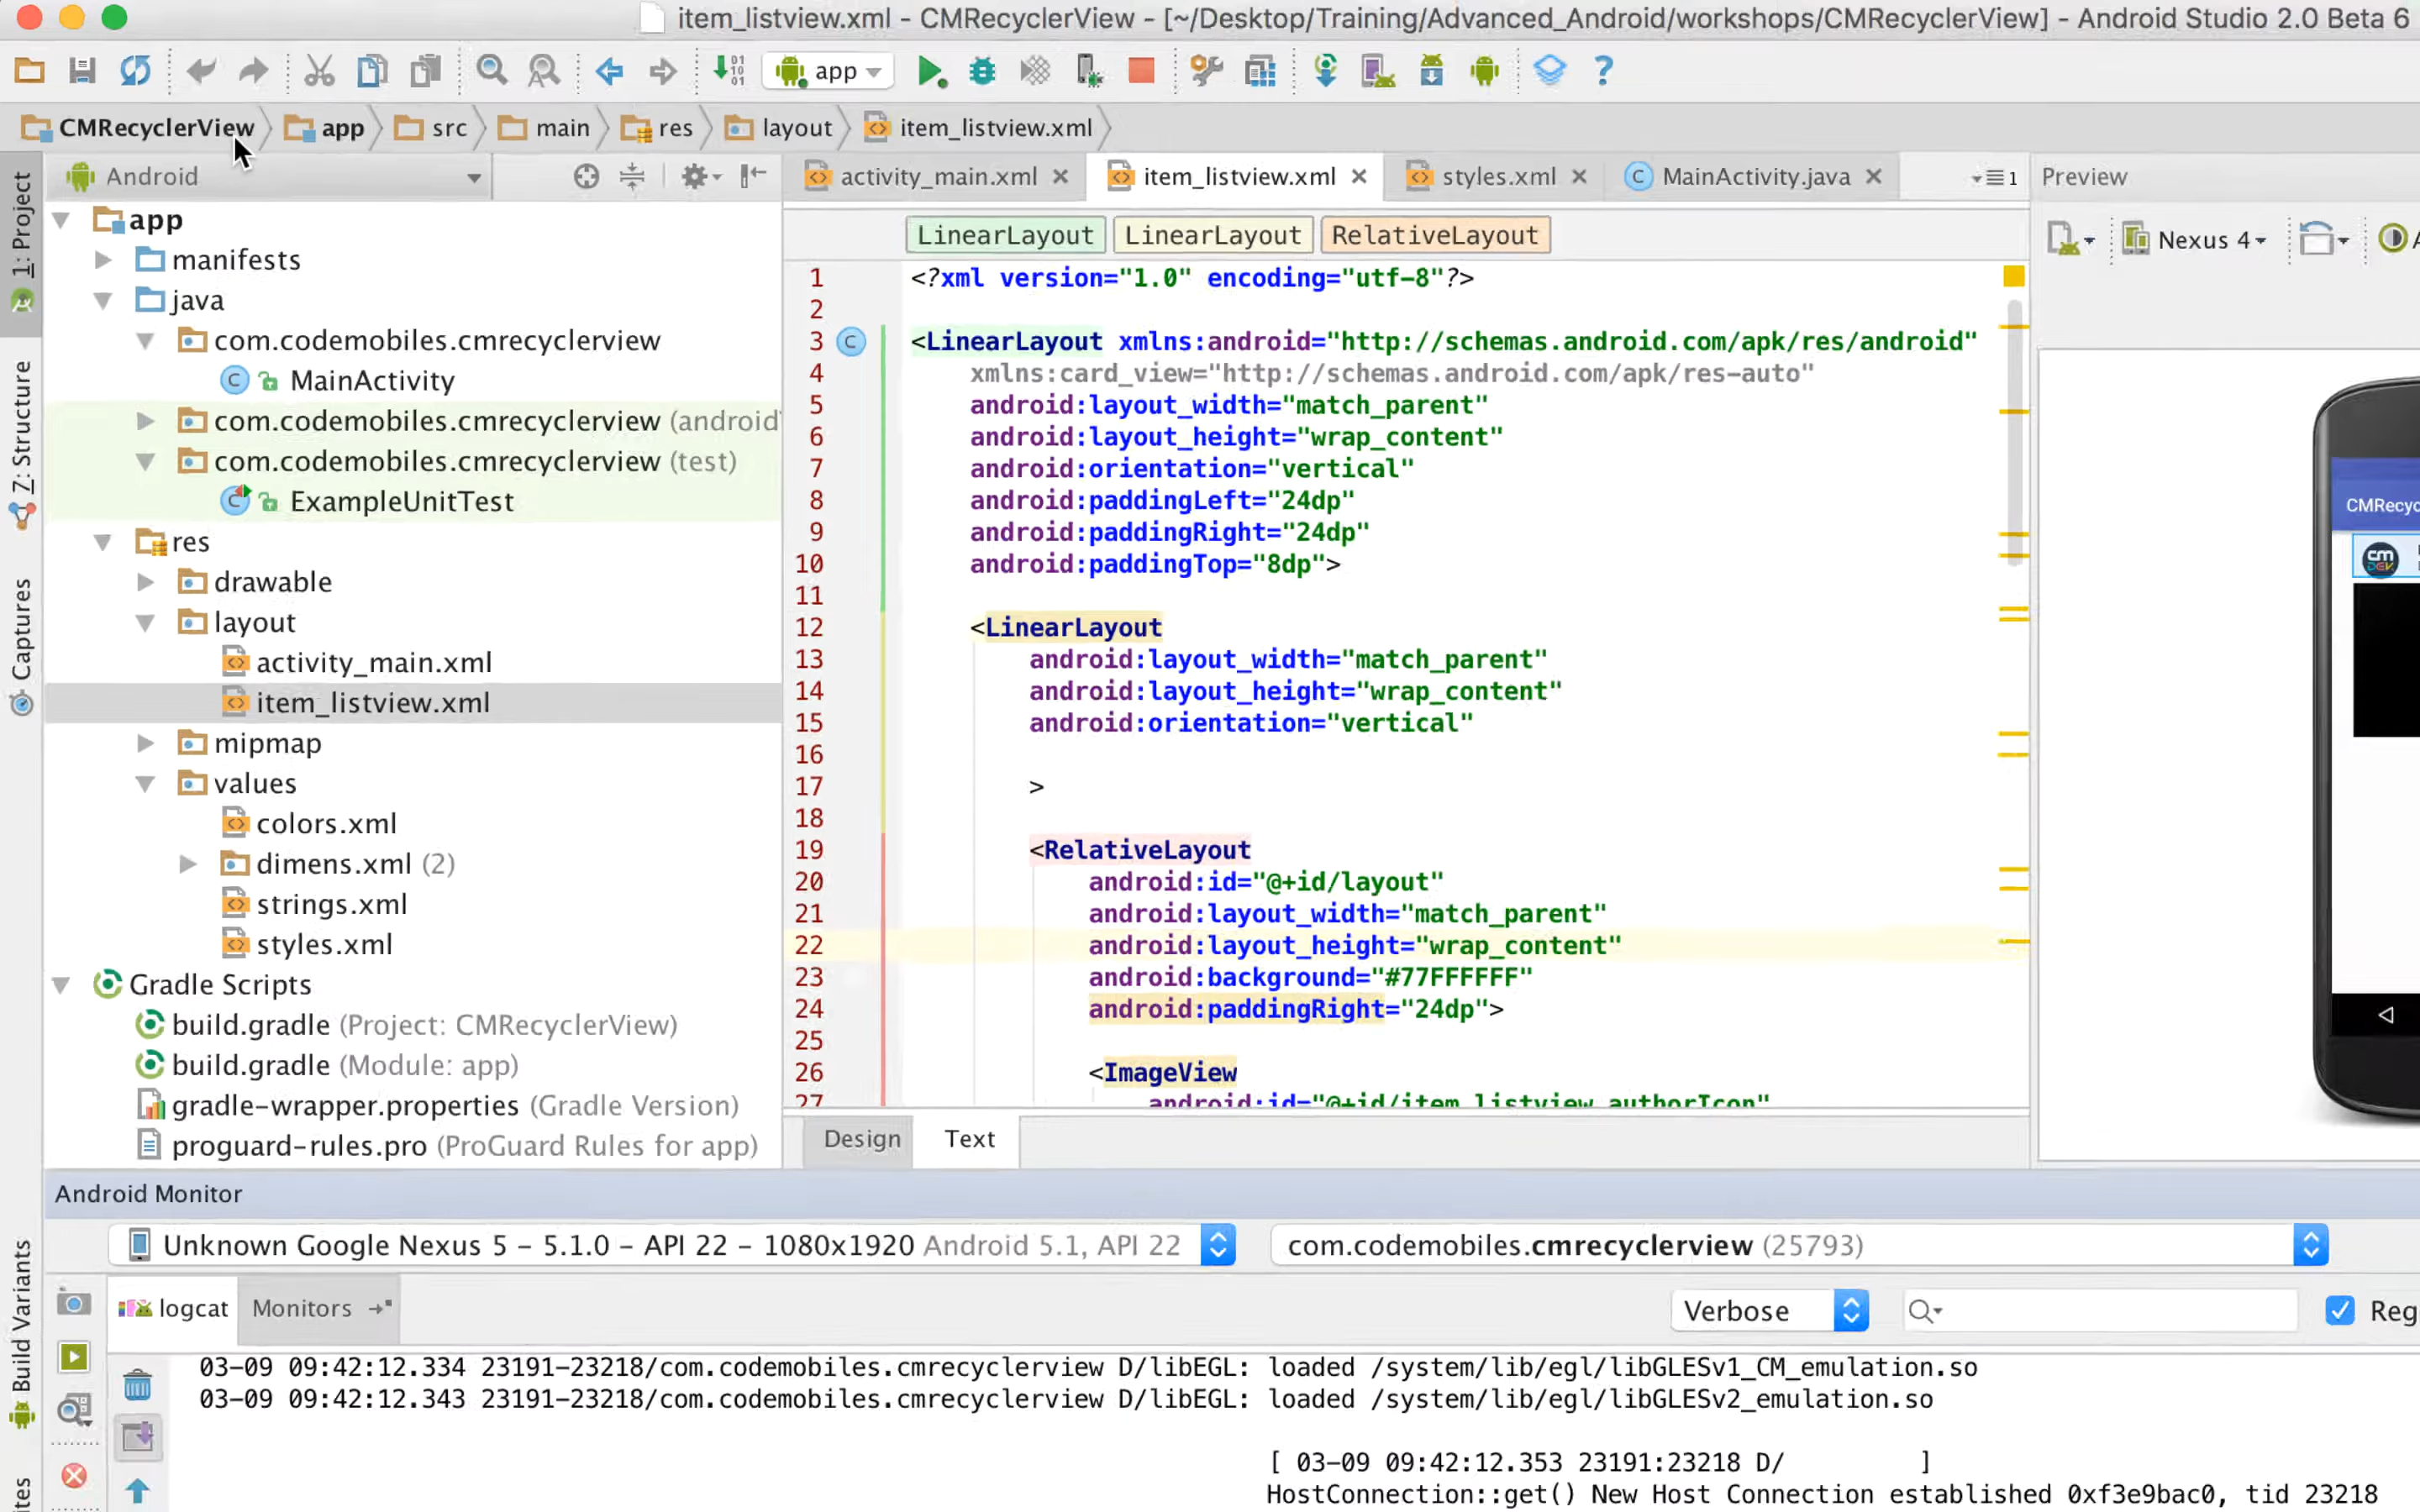 item_listview.xml - CMRecyclerView - [~/Desktop/Training/Advanced_Android/workshops/CMRecyclerView] - Android Studio 2.0 Beta 6
app
CMRecyclerView app src main res layout item_listview.xml
Android
activity_main.xml item_listview.xml styles.xml MainActivity.java 1
Preview
1: Project
Z: Structure
Captures
Build Variants
app
manifests
java
com.codemobiles.cmrecyclerview
MainActivity
com.codemobiles.cmrecyclerview (android
com.codemobiles.cmrecyclerview (test)
ExampleUnitTest
res
drawable
layout
activity_main.xml
item_listview.xml
mipmap
values
colors.xml
dimens.xml (2)
strings.xml
styles.xml
Gradle Scripts
build.gradle (Project: CMRecyclerView)
build.gradle (Module: app)
gradle-wrapper.properties (Gradle Version)
proguard-rules.pro (ProGuard Rules for app)
LinearLayout LinearLayout RelativeLayout
1 <?xml version="1.0" encoding="utf-8"?>
2
3 <LinearLayout xmlns:android="http://schemas.android.com/apk/res/android"
4 xmlns:card_view="http://schemas.android.com/apk/res-auto"
5 android:layout_width="match_parent"
6 android:layout_height="wrap_content"
7 android:orientation="vertical"
8 android:paddingLeft="24dp"
9 android:paddingRight="24dp"
10 android:paddingTop="8dp">
11
12 <LinearLayout
13 android:layout_width="match_parent"
14 android:layout_height="wrap_content"
15 android:orientation="vertical"
16
17 >
18
19 <RelativeLayout
20 android:id="@+id/layout"
21 android:layout_width="match_parent"
22 android:layout_height="wrap_content"
23 android:background="#77FFFFFF"
24 android:paddingRight="24dp">
25
26 <ImageView
27 android:id="@+id/item_listview_authorIcon"
Design Text
Nexus 4
CMRecyc
cm
DEV
Android Monitor
Unknown Google Nexus 5 – 5.1.0 – API 22 – 1080x1920 Android 5.1, API 22
com.codemobiles.cmrecyclerview (25793)
logcat Monitors
Verbose
Reg
03-09 09:42:12.334 23191-23218/com.codemobiles.cmrecyclerview D/libEGL: loaded /system/lib/egl/libGLESv1_CM_emulation.so
03-09 09:42:12.343 23191-23218/com.codemobiles.cmrecyclerview D/libEGL: loaded /system/lib/egl/libGLESv2_emulation.so
[ 03-09 09:42:12.353 23191:23218 D/ ]
HostConnection::get() New Host Connection established 0xf3e9bac0, tid 23218